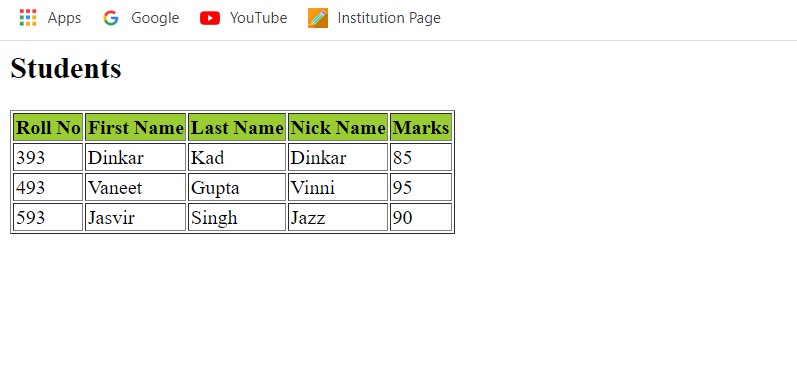 Apps Google YouTube Institution Page
Students
Roll No First Name Last Name Nick Name Marks
393 Dinkar Kad Dinkar 85
493 Vaneet Gupta Vinni 95
593 Jasvir Singh Jazz 90